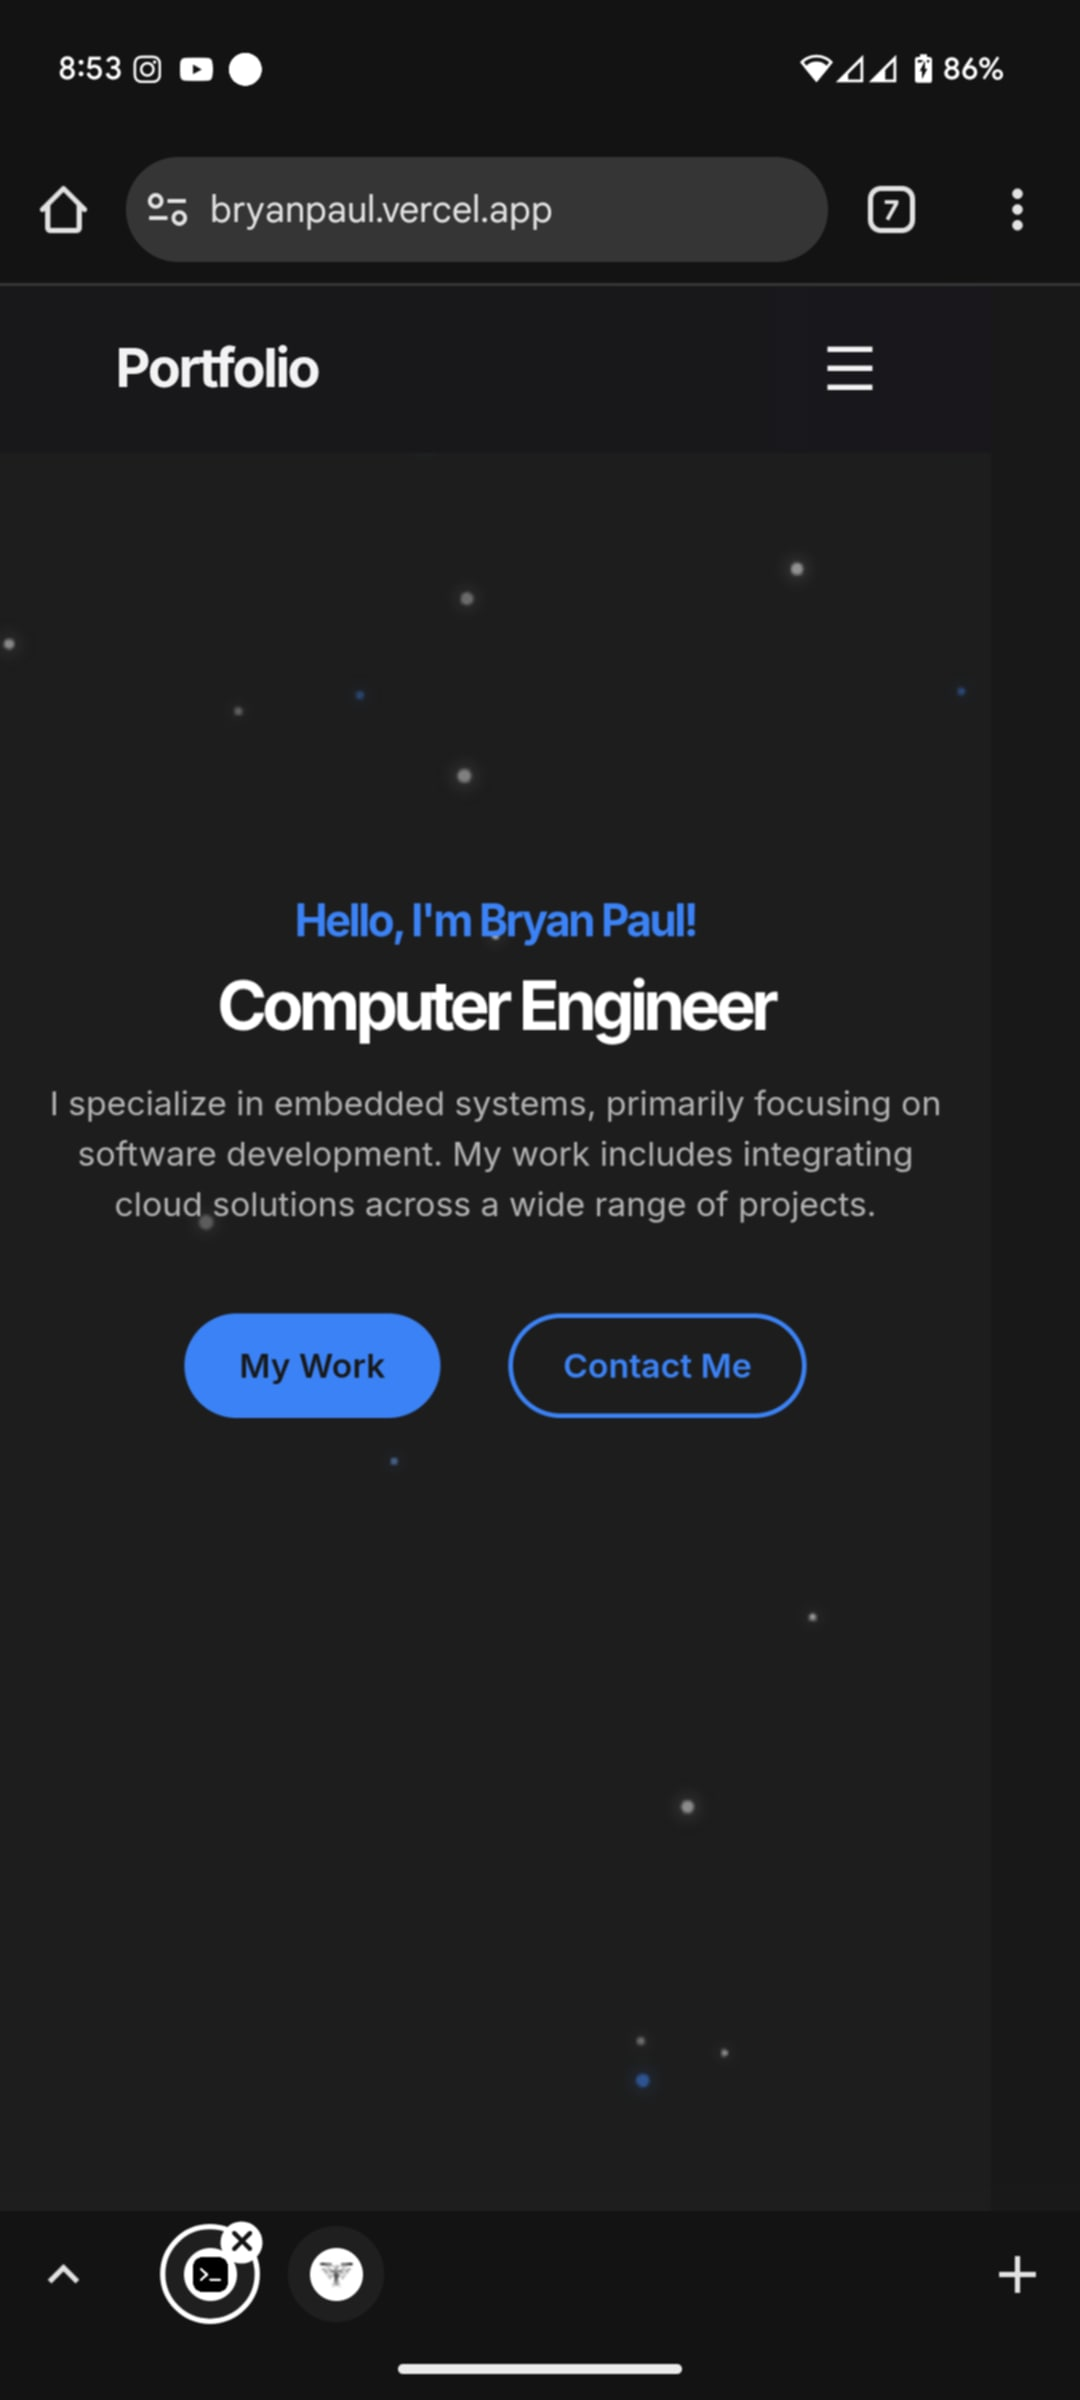 8:53
86%
bryanpaul.vercel.app
7
Portfolio
Hello, I'm Bryan Paul!
Computer Engineer
I specialize in embedded systems, primarily focusing on
software development. My work includes integrating
cloud solutions across a wide range of projects.
My Work
Contact Me